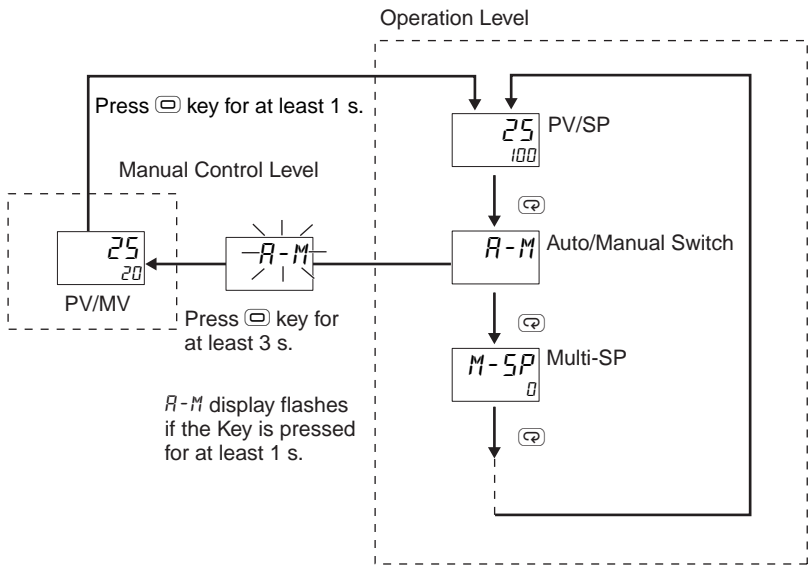 Operation Level
Press key for at least 1 s.
25
100
PV/SP
Manual Control Level
25
20
PV/MV
A-M
A-M
Auto/Manual Switch
Press key for
at least 3 s.
M-SP
0
Multi-SP
A-M display flashes
if the Key is pressed
for at least 1 s.